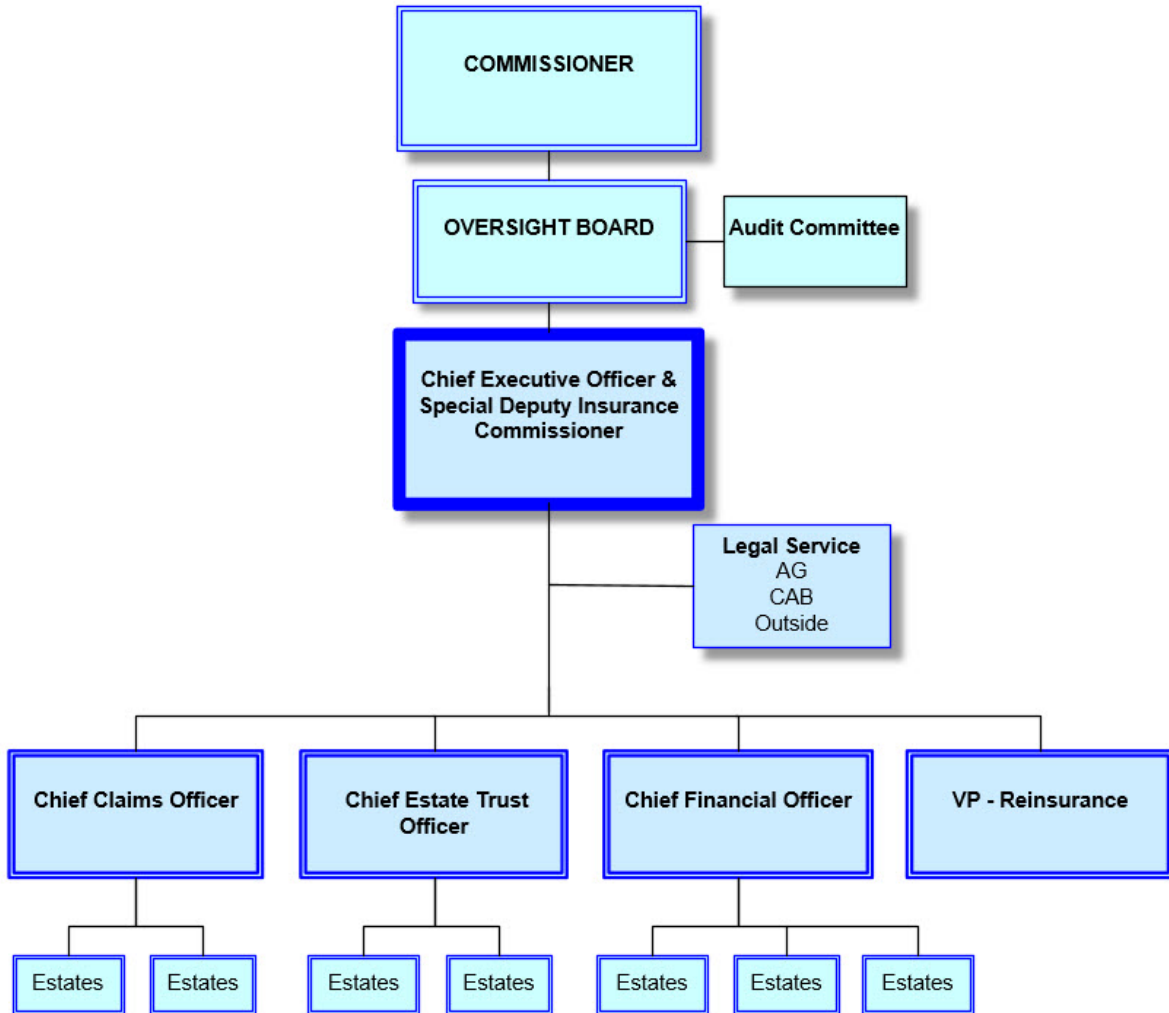 COMMISSIONER
OVERSIGHT BOARD
Audit Committee
Chief Executive Officer &
Special Deputy Insurance
Commissioner
Legal Service
AG
CAB
Outside
Chief Claims Officer
Chief Estate Trust
Officer
Chief Financial Officer
VP - Reinsurance
Estates
Estates
Estates
Estates
Estates
Estates
Estates